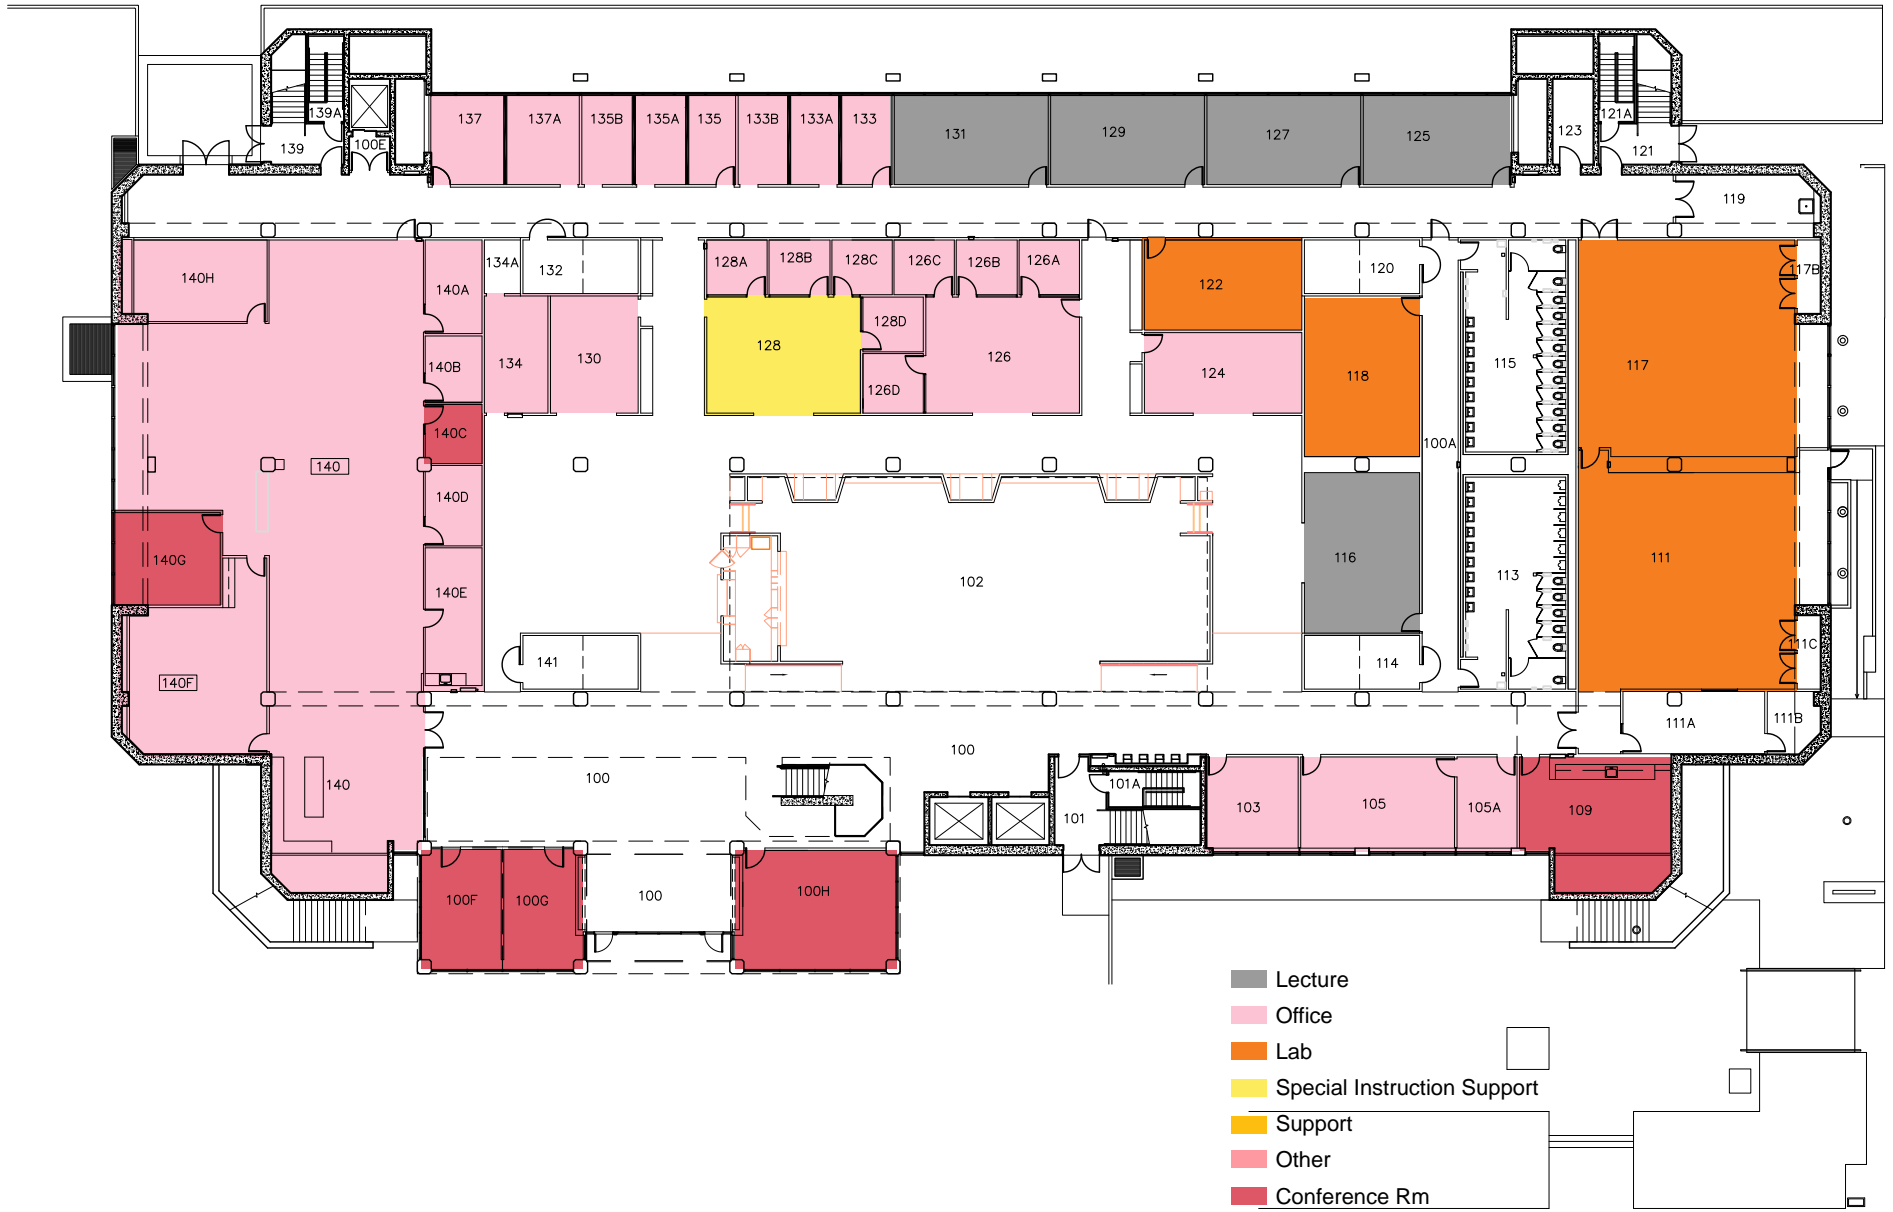 139A
121A
137
137A
135B
135A
135
133B
133A
133
131
129
127
125
123
139
100E
121
119
140H
134A
132
128A
128B
128C
126C
126B
126A
120
117B
140A
122
128D
128
126
140B
134
130
124
118
115
117
126D
140C
100A
140
140D
140G
116
111
102
113
140E
141
114
111C
140F
111A
111B
100
100
140
101A
101
103
105
105A
109
100F
100G
100
100H
Lecture
Office
Lab
Special Instruction Support
Support
Other
Conference Rm